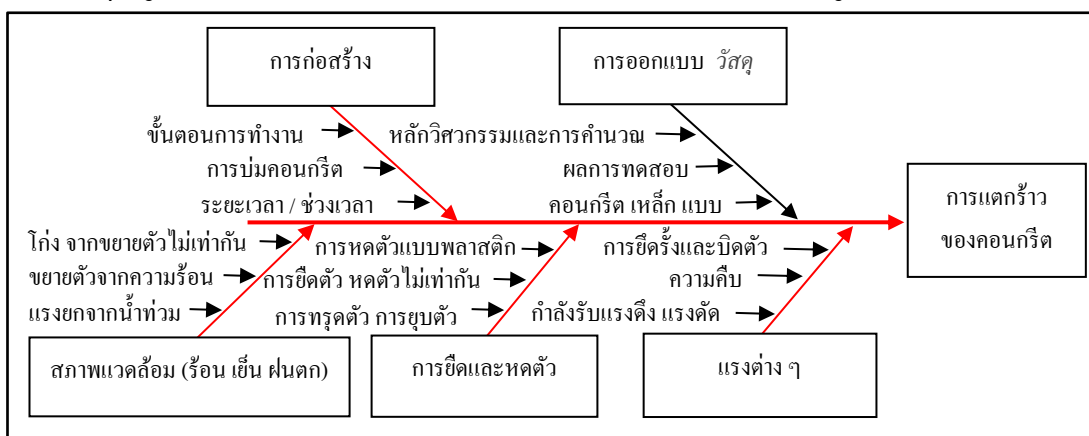 การก่อสร้าง
การออกแบบ วัสดุ
ขั้นตอนการทำงาน
หลักวิศวกรรมและการคำนวณ
การบ่มคอนกรีต
ผลการทดสอบ
ระยะเวลา / ช่วงเวลา
คอนกรีต เหล็ก แบบ
การแตกร้าว
ของคอนกรีต
โก่ง จากขยายตัวไม่เท่ากัน
การหดตัวแบบพลาสติก
การยึดรั้งและบิดตัว
ขยายตัวจากความร้อน
การยืดตัว หดตัวไม่เท่ากัน
ความคืบ
แรงยกจากน้ำท่วม
การทรุดตัว การยุบตัว
กำลังรับแรงดึง แรงดัด
สภาพแวดล้อม (ร้อน เย็น ฝนตก)
การยืดและหดตัว
แรงต่าง ๆ